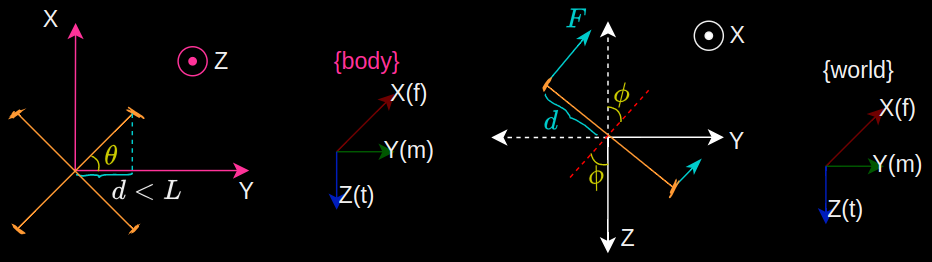 X
Z
θ
d < L
Y
{body}
X(f)
Y(m)
Z(t)
F
X
ϕ
d
Y
ϕ
Z
{world}
X(f)
Y(m)
Z(t)